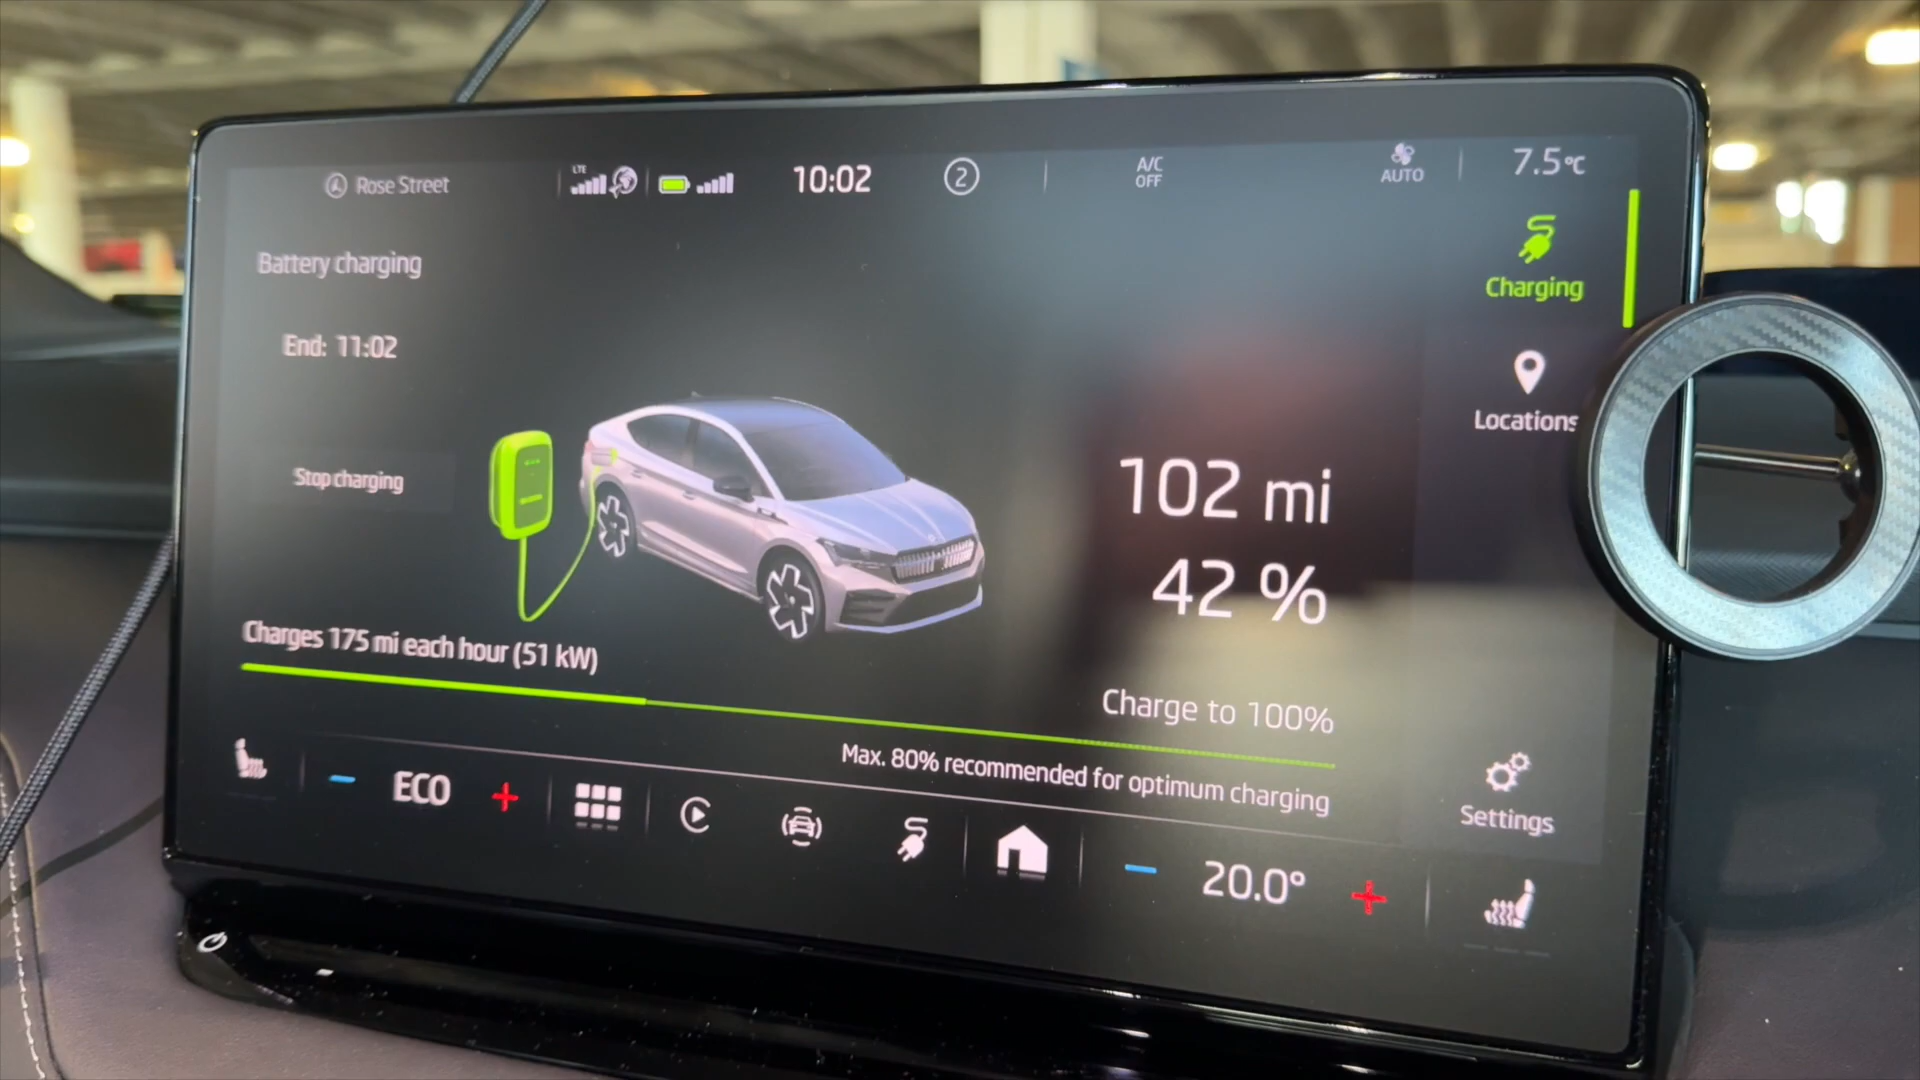 Rose Street
LTE
10:02
2
A/C
OFF
AUTO
7.5°C
Battery charging
Charging
End: 11:02
Locations
Stop charging
102 mi
42 %
Charges 175 mi each hour (51 kW)
Charge to 100%
Max. 80% recommended for optimum charging
Settings
ECO
20.0°